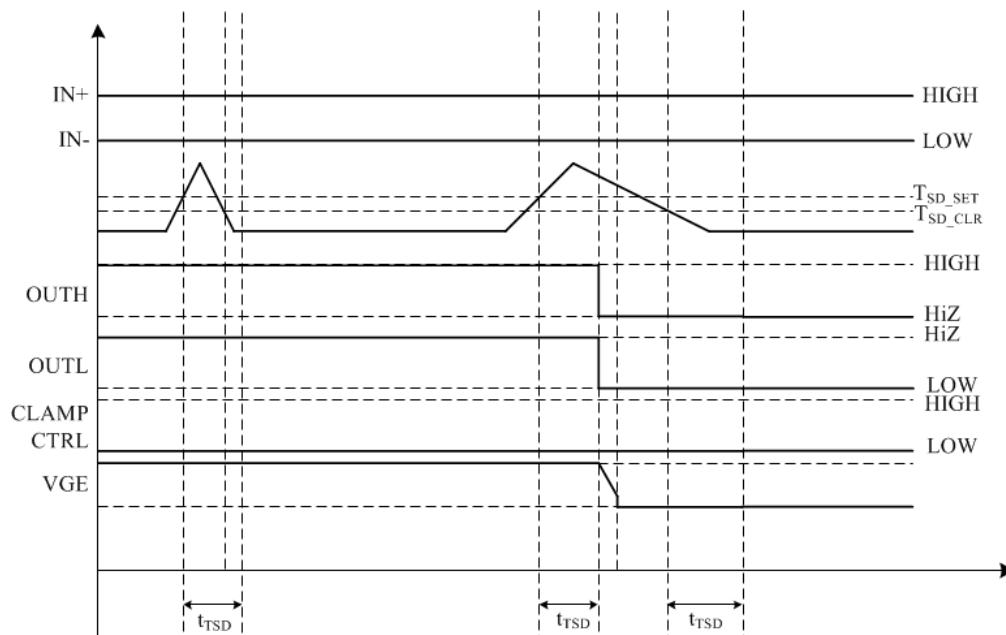 IN+
HIGH
IN-
LOW
TSD_SET
TSD_CLR
HIGH
OUTH
HiZ
HiZ
OUTL
LOW
HIGH
CLAMP
CTRL
LOW
VGE
tTSD
tTSD
tTSD